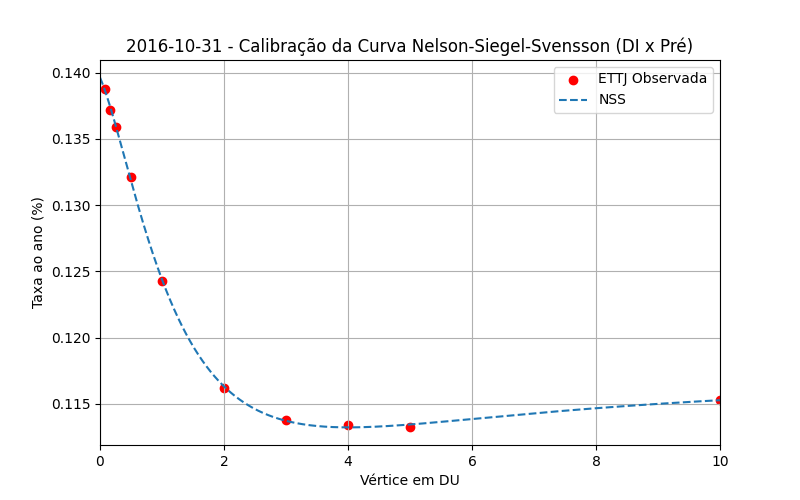 2016-10-31 - Calibração da Curva Nelson-Siegel-Svensson (DI x Pré)
ETTJ Observada
NSS
Taxa ao ano (%)
0.140
0.135
0.130
0.125
0.120
0.115
0
2
4
6
8
10
Vértice em DU